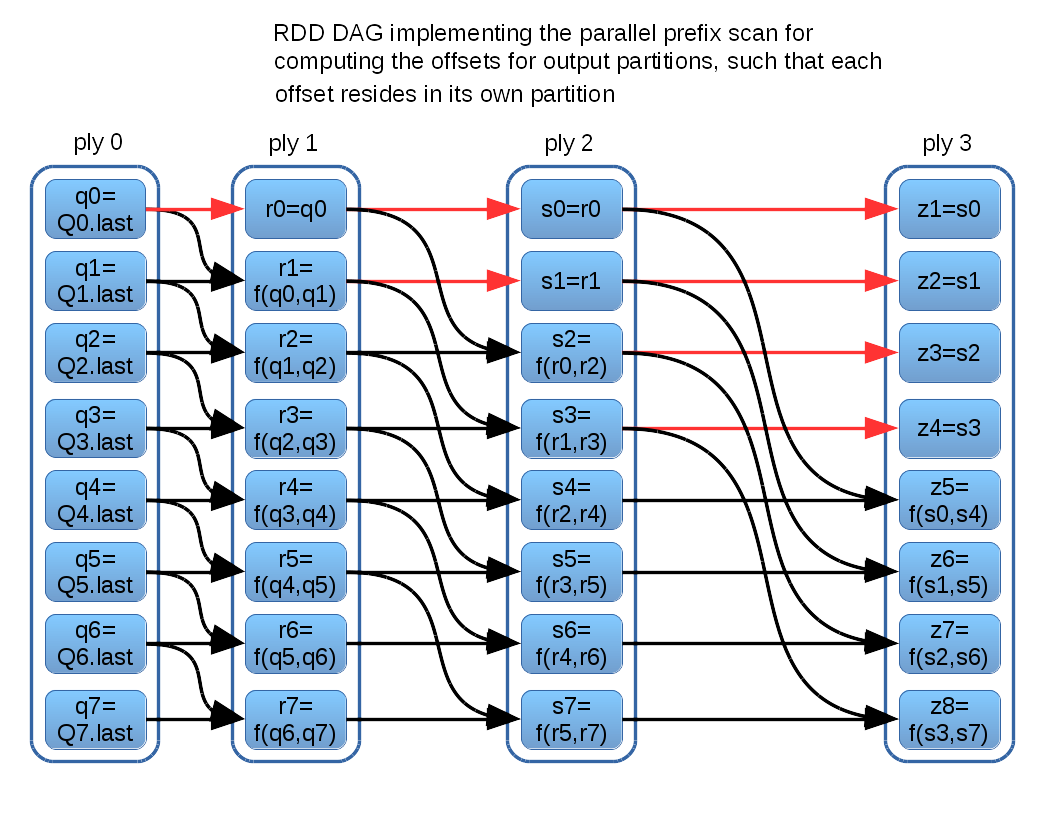 RDD DAG implementing the parallel prefix scan for
computing the offsets for output partitions, such that each
offset resides in its own partition
ply 0
q0=
Q0.last
q1=
Q1.last
q2=
Q2.last
q3=
Q3.last
q4=
Q4.last
q5=
Q5.last
q6=
Q6.last
q7=
Q7.last
ply 1
r0=q0
r1=
f(q0,q1)
r2=
f(q1,q2)
r3=
f(q2,q3)
r4=
f(q3,q4)
r5=
f(q4,q5)
r6=
f(q5,q6)
r7=
f(q6,q7)
ply 2
s0=r0
s1=r1
s2=
f(r0,r2)
s3=
f(r1,r3)
s4=
f(r2,r4)
s5=
f(r3,r5)
s6=
f(r4,r6)
s7=
f(r5,r7)
ply 3
z1=s0
z2=s1
z3=s2
z4=s3
z5=
f(s0,s4)
z6=
f(s1,s5)
z7=
f(s2,s6)
z8=
f(s3,s7)